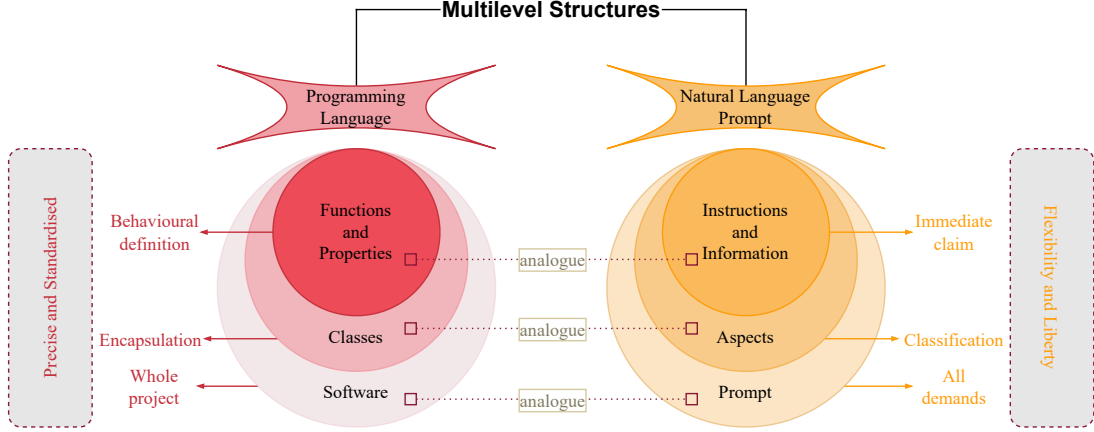 Multilevel Structures
Programming
Language
Natural Language
Prompt
Precise and Standardised
Behavioural
definition
Encapsulation
Whole
project
Functions
and
Properties
Classes
Software
analogue
analogue
analogue
Instructions
and
Information
Aspects
Prompt
Immediate
claim
Classification
All
demands
Flexibility and Liberty